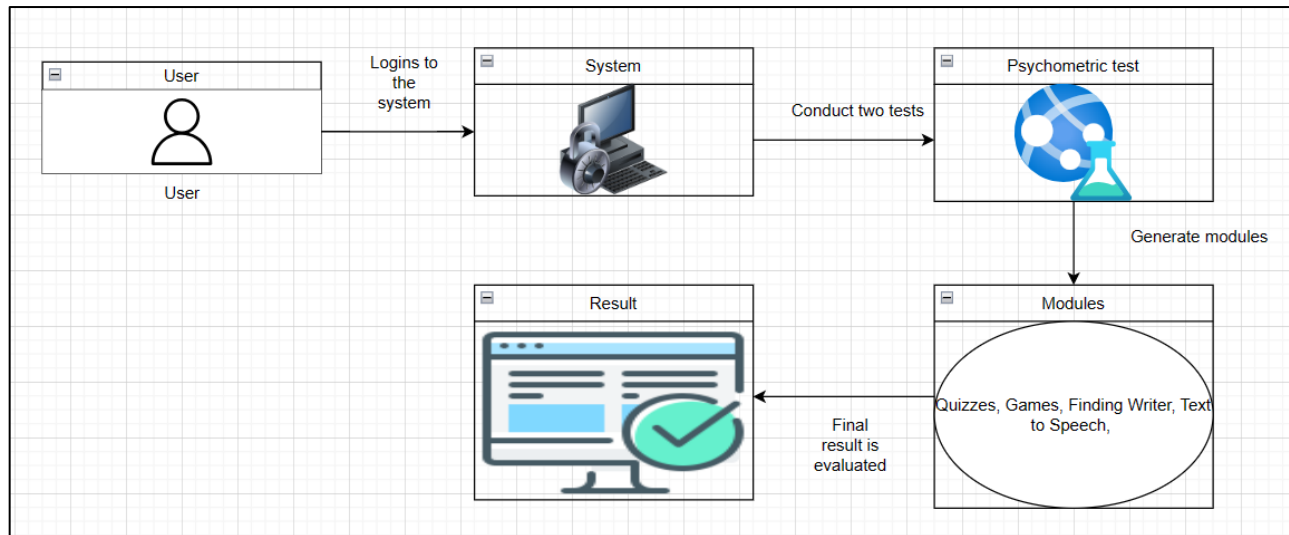 User
User
Logins to
the
system
System
Conduct two tests
Psychometric test
Generate modules
Modules
Quizzes, Games, Finding Writer, Text
to Speech,
Final
result is
evaluated
Result